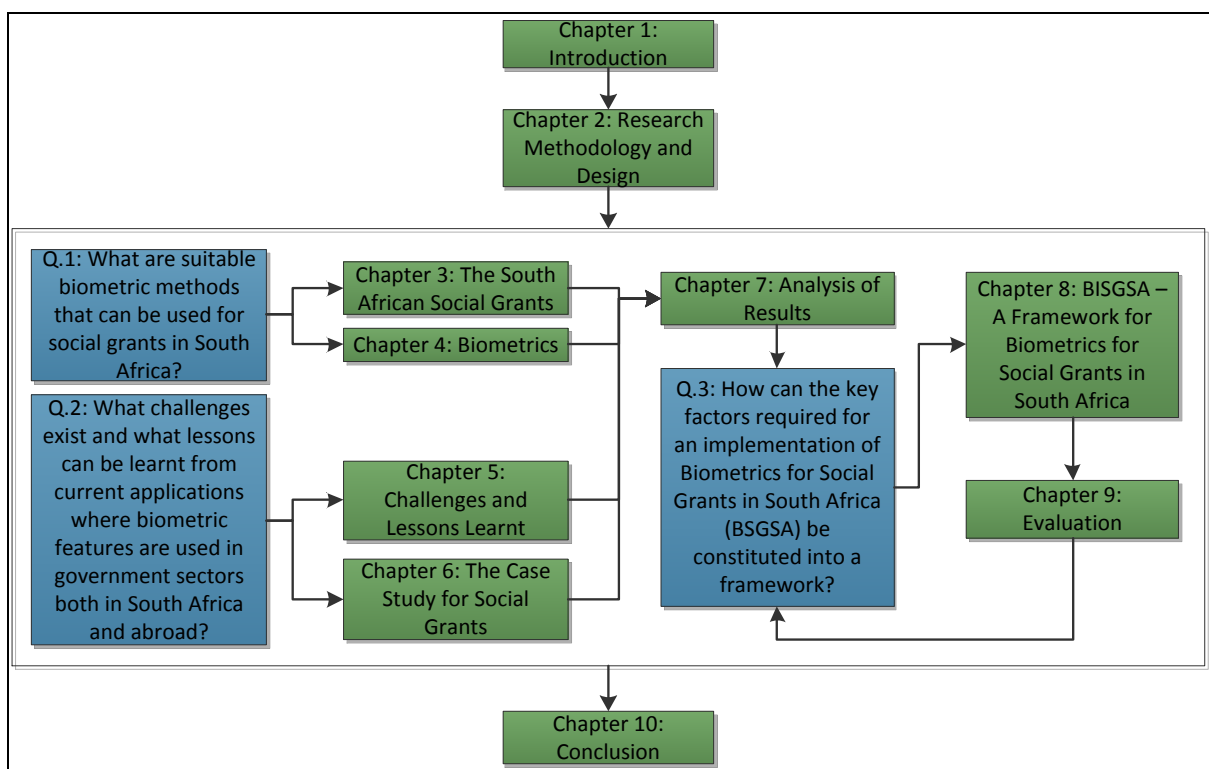 Chapter 1:
Introduction
Chapter 2: Research
Methodology and
Design
Q.1: What are suitable
biometric methods
that can be used for
social grants in South
Africa?
Q.2: What challenges
exist and what lessons
can be learnt from
current applications
where biometric
features are used in
government sectors
both in South Africa
and abroad?
Chapter 3: The South
African Social Grants
Chapter 4: Biometrics
Chapter 5:
Challenges and
Lessons Learnt
Chapter 6: The Case
Study for Social
Grants
Chapter 7: Analysis of
Results
Q.3: How can the key
factors required for
an implementation of
Biometrics for Social
Grants in South Africa
(BSGSA) be
constituted into a
framework?
Chapter 8: BISGSA –
A Framework for
Biometrics for
Social Grants in
South Africa
Chapter 9:
Evaluation
Chapter 10:
Conclusion